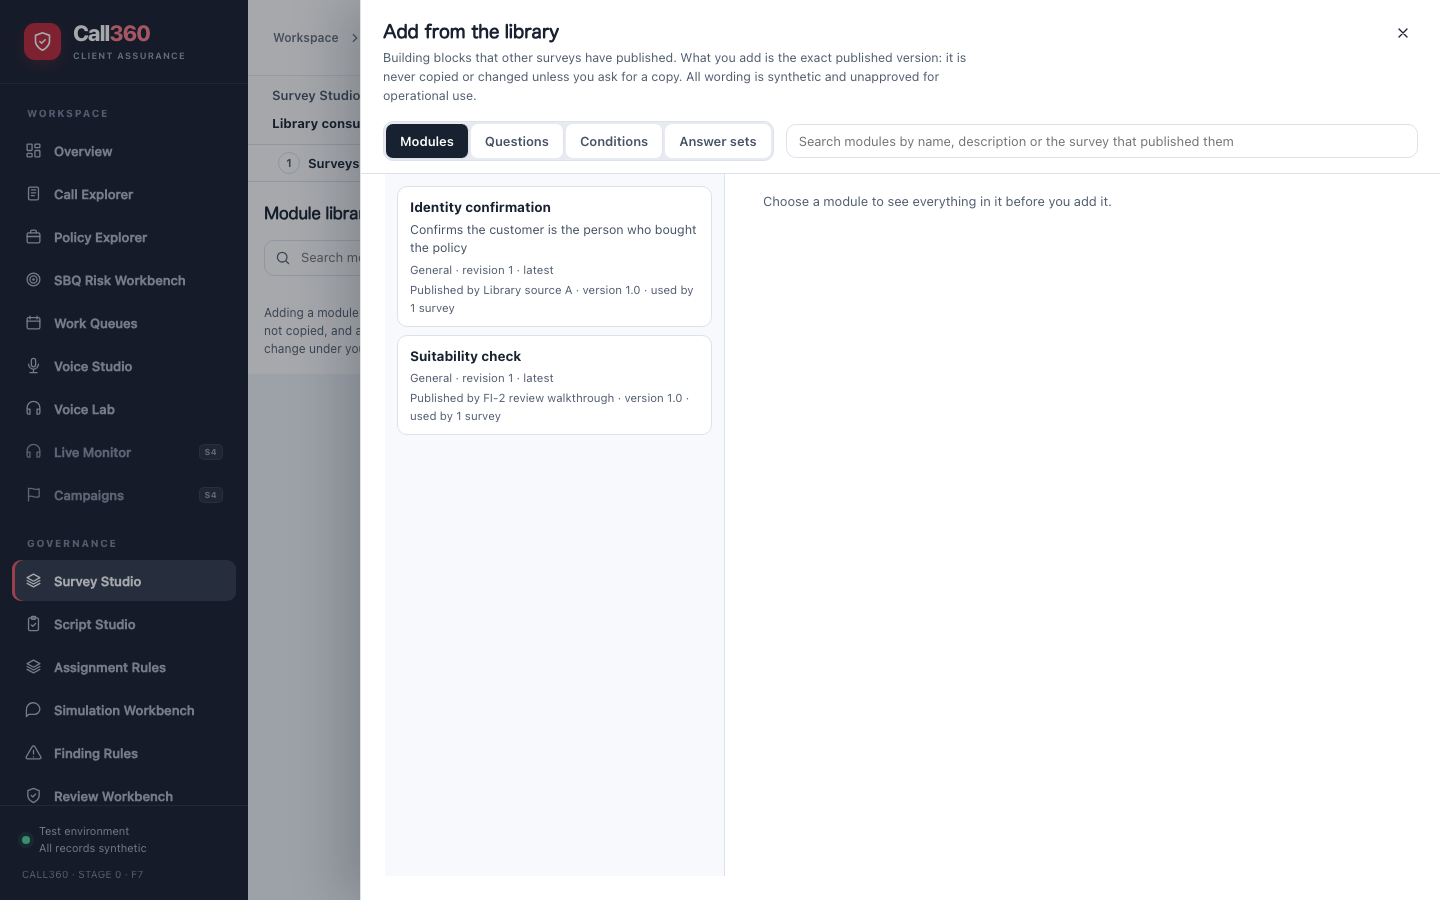 Call360
CLIENT ASSURANCE
WORKSPACE
Overview
Call Explorer
Policy Explorer
SBQ Risk Workbench
Work Queues
Voice Studio
Voice Lab
Live Monitor S4
Campaigns S4
GOVERNANCE
Survey Studio
Script Studio
Assignment Rules
Simulation Workbench
Finding Rules
Review Workbench
Test environment
All records synthetic
CALL360 · STAGE 0 · F7
Workspace
Survey Studio
Library consu
1 Surveys
Module librar
Search mo
Adding a module
not copied, and a
change under you
Add from the library
Building blocks that other surveys have published. What you add is the exact published version: it is
never copied or changed unless you ask for a copy. All wording is synthetic and unapproved for
operational use.
Modules Questions Conditions Answer sets
Search modules by name, description or the survey that published them
Identity confirmation
Confirms the customer is the person who bought
the policy
General · revision 1 · latest
Published by Library source A · version 1.0 · used by
1 survey
Suitability check
General · revision 1 · latest
Published by FI-2 review walkthrough · version 1.0 ·
used by 1 survey
Choose a module to see everything in it before you add it.